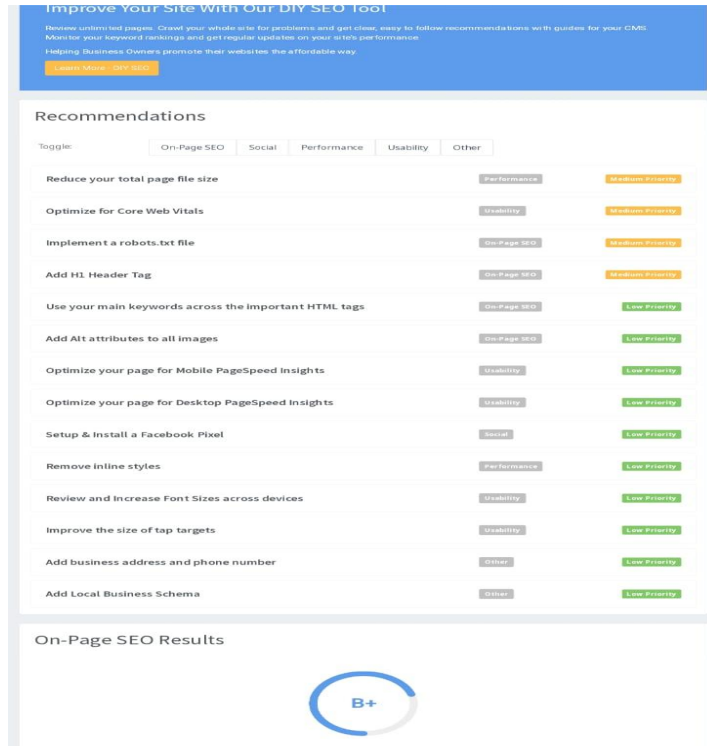 Improve Your Site With Our DIY SEO Tool
Review unlimited pages. Crawl your whole site for problems and get clear, easy to follow recommendations with guides for your CMS.
Monitor your keyword rankings and get regular updates on your site's performance
Helping Business Owners promote their websites the affordable way.
Learn More - DIY SEO
Recommendations
Toggle: On-Page SEO Social Performance Usability Other
Reduce your total page file size Performance Medium Priority
Optimize for Core Web Vitals Usability Medium Priority
Implement a robots.txt file On-Page SEO Medium Priority
Add H1 Header Tag On-Page SEO Medium Priority
Use your main keywords across the important HTML tags On-Page SEO Low Priority
Add Alt attributes to all images On-Page SEO Low Priority
Optimize your page for Mobile PageSpeed Insights Usability Low Priority
Optimize your page for Desktop PageSpeed Insights Usability Low Priority
Setup & Install a Facebook Pixel Social Low Priority
Remove inline styles Performance Low Priority
Review and Increase Font Sizes across devices Usability Low Priority
Improve the size of tap targets Usability Low Priority
Add business address and phone number Other Low Priority
Add Local Business Schema Other Low Priority
On-Page SEO Results
B+